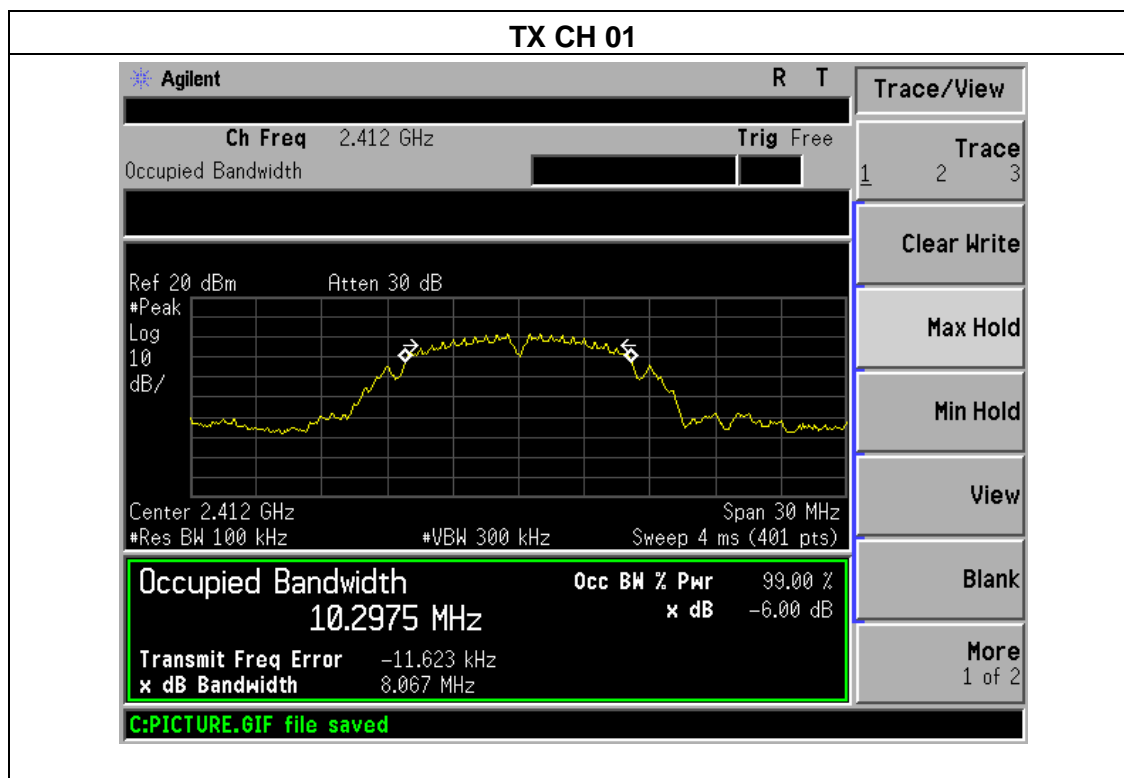 TX CH 01
Agilent
R T
Trace/View
Ch Freq 2.412 GHz
Trig Free
Occupied Bandwidth
Trace
1 2 3
Clear Write
Ref 20 dBm
Atten 30 dB
#Peak
Log
10
dB/
Max Hold
Min Hold
View
Center 2.412 GHz
Span 30 MHz
#Res BW 100 kHz
#VBW 300 kHz
Sweep 4 ms (401 pts)
Occupied Bandwidth
10.2975 MHz
Occ BW % Pwr 99.00 %
x dB -6.00 dB
Blank
Transmit Freq Error -11.623 kHz
x dB Bandwidth 8.067 MHz
More
1 of 2
C:PICTURE.GIF file saved